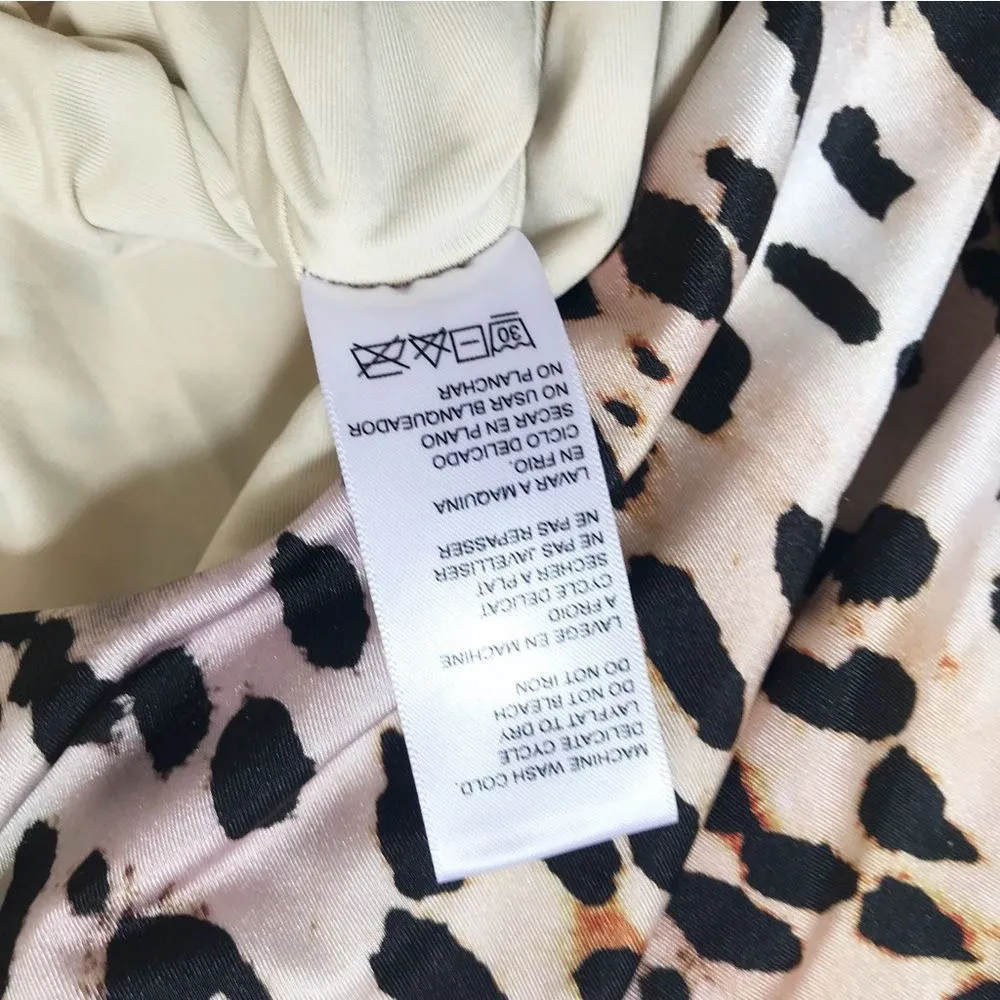 MACHINE WASH COLD.
DELICATE CYCLE
LAYFLAT TO DRY
DO NOT BLEACH
DO NOT IRON
LAVEGE EN MACHINE
A FROID
CYCLE DELICAT
SECHER A PLAT
NE PAS JAVELLISER
NE PAS REPASSER
LAVAR A MAQUINA
EN FRIO.
CICLO DELICADO
SECAR EN PLANO
NO USAR BLANQUEADOR
NO PLANCHAR
30